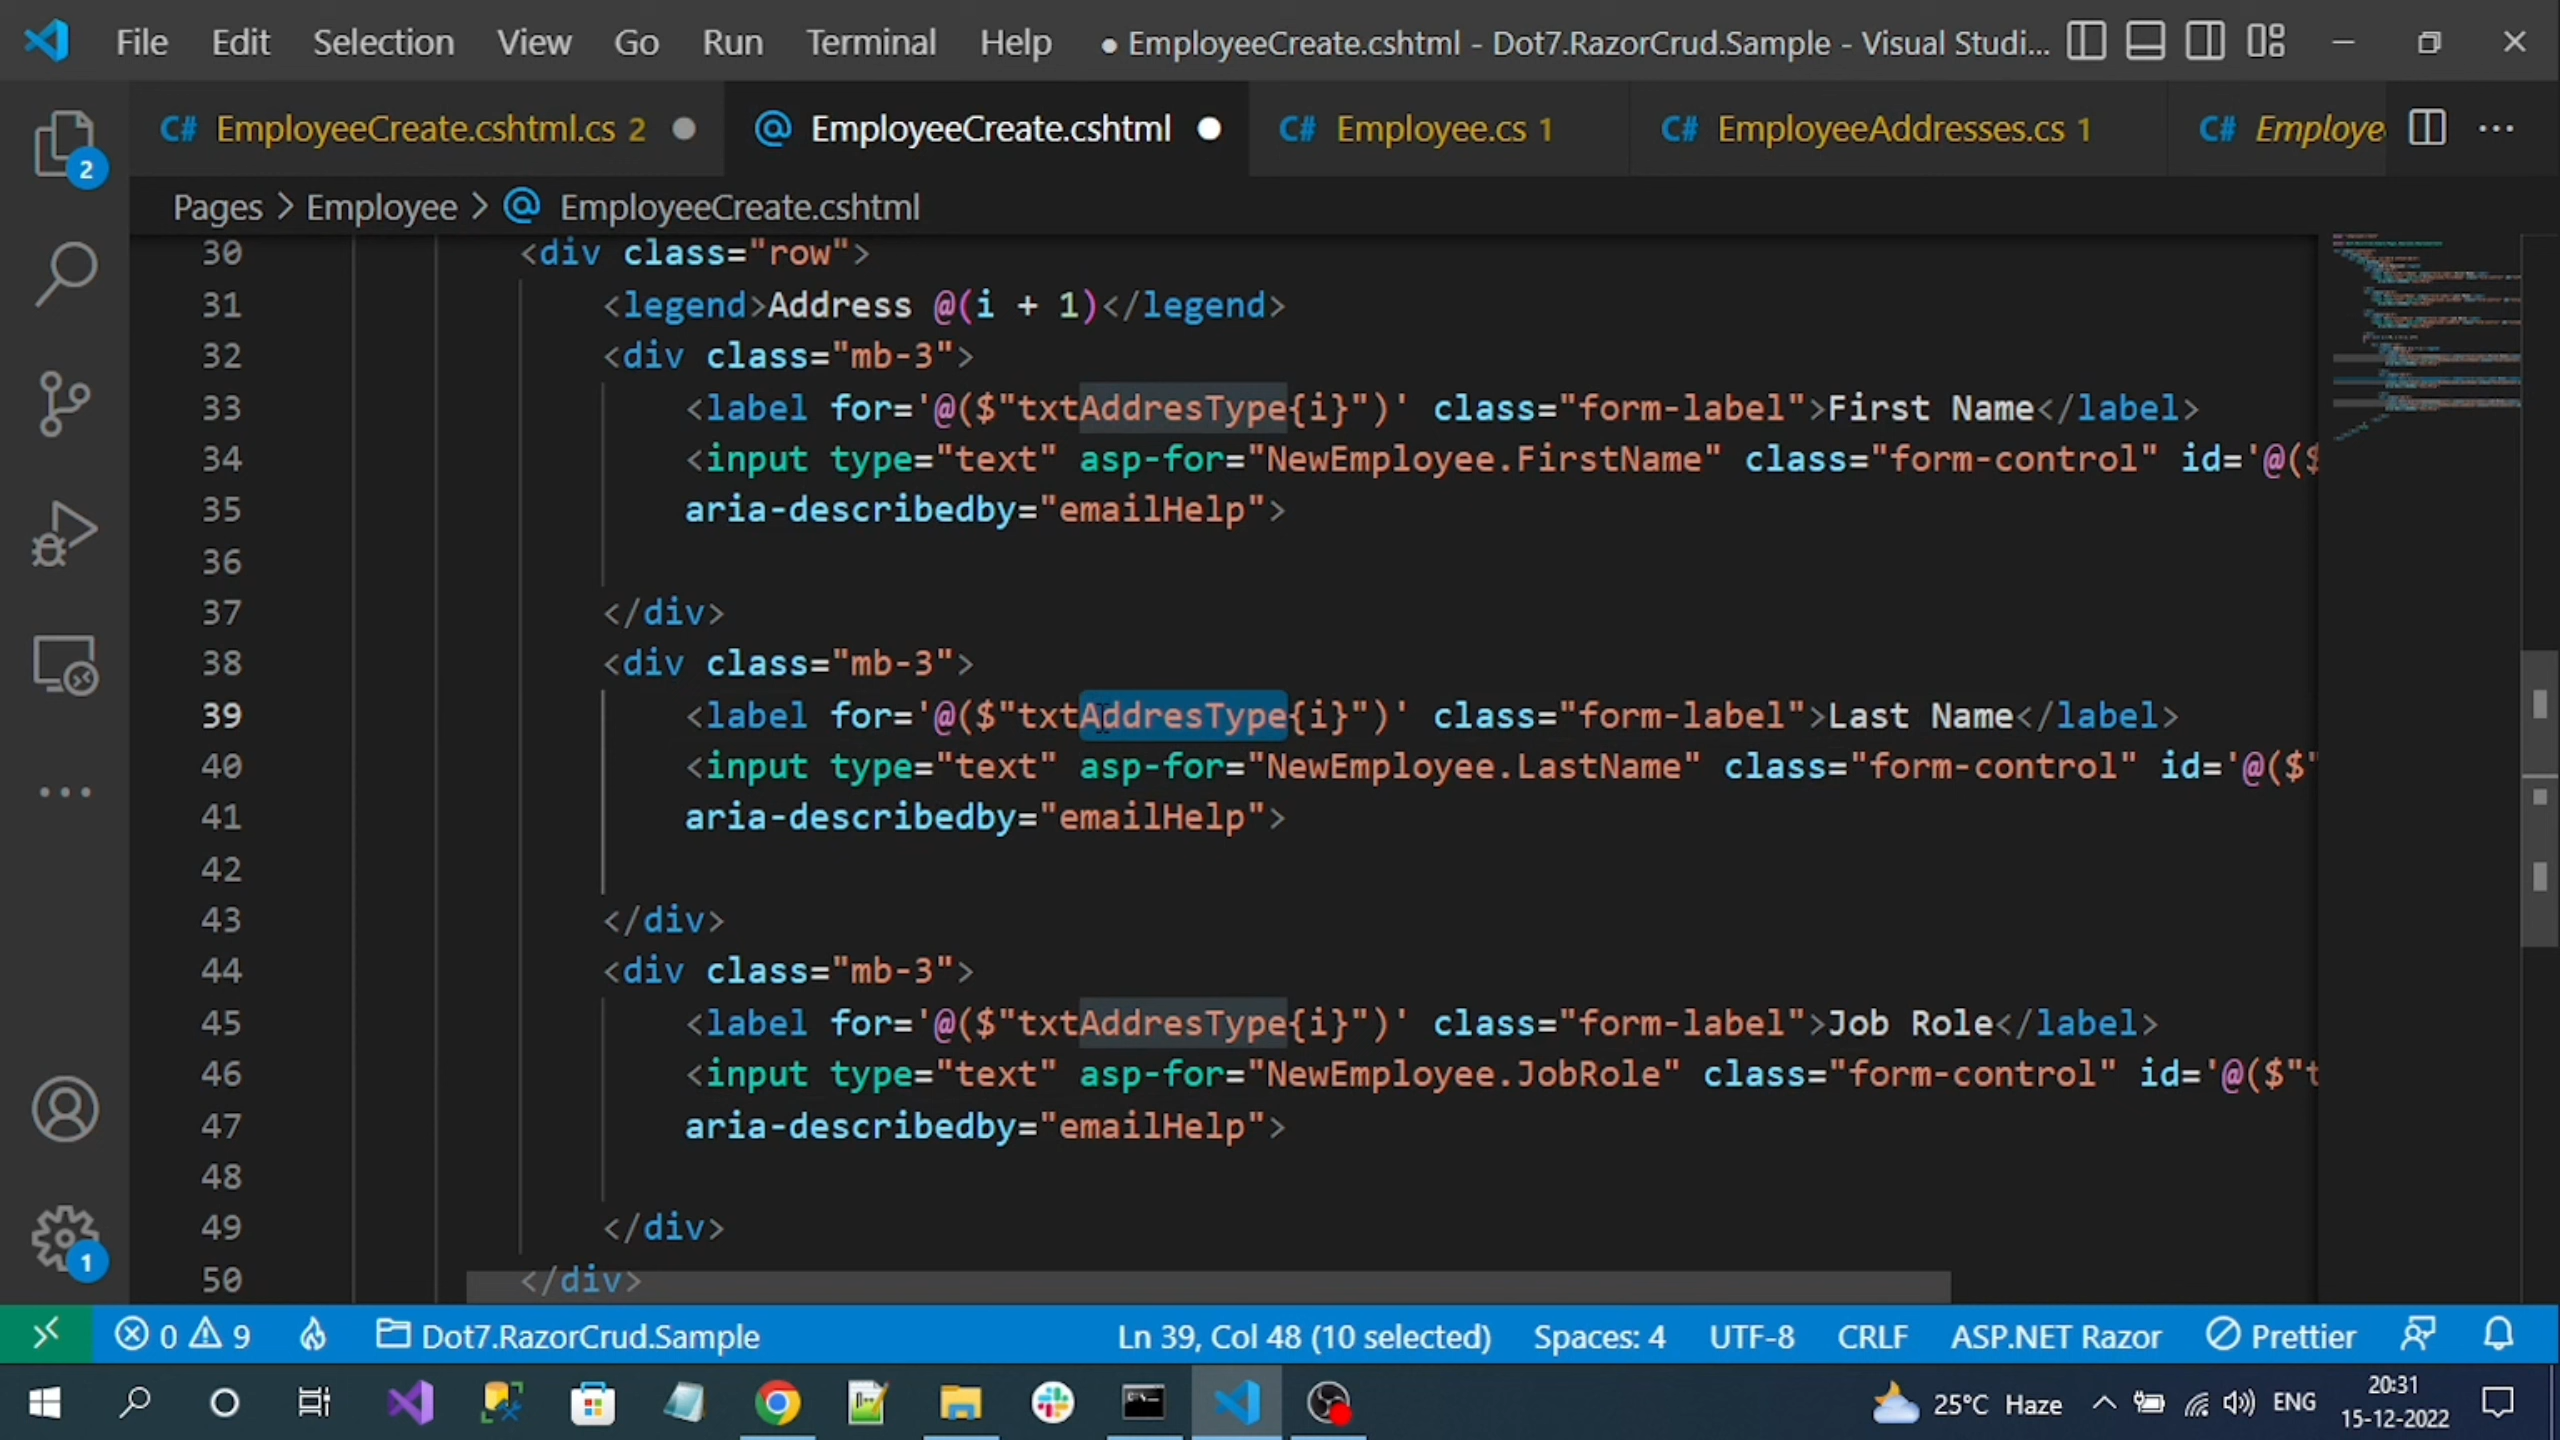 File Edit Selection View Go Run Terminal Help ● EmployeeCreate.cshtml - Dot7.RazorCrud.Sample - Visual Studi...
C# EmployeeCreate.cshtml.cs 2 ● @ EmployeeCreate.cshtml ● C# Employee.cs 1 C# EmployeeAddresses.cs 1 C# Employe ...
2
Pages > Employee > @ EmployeeCreate.cshtml
30 <div class="row">
31 <legend>Address @(i + 1)</legend>
32 <div class="mb-3">
33 <label for='@($"txtAddresType{i}")' class="form-label">First Name</label>
34 <input type="text" asp-for="NewEmployee.FirstName" class="form-control" id='@($
35 aria-describedby="emailHelp">
36
37 </div>
38 <div class="mb-3">
39 <label for='@($"txtAddresType{i}")' class="form-label">Last Name</label>
40 <input type="text" asp-for="NewEmployee.LastName" class="form-control" id='@($"
41 aria-describedby="emailHelp">
42
43 </div>
44 <div class="mb-3">
45 <label for='@($"txtAddresType{i}")' class="form-label">Job Role</label>
46 <input type="text" asp-for="NewEmployee.JobRole" class="form-control" id='@($"t
47 aria-describedby="emailHelp">
48
49 </div>
50 </div>
1
0 9 Dot7.RazorCrud.Sample Ln 39, Col 48 (10 selected) Spaces: 4 UTF-8 CRLF ASP.NET Razor Prettier
25°C Haze ENG 20:31
15-12-2022